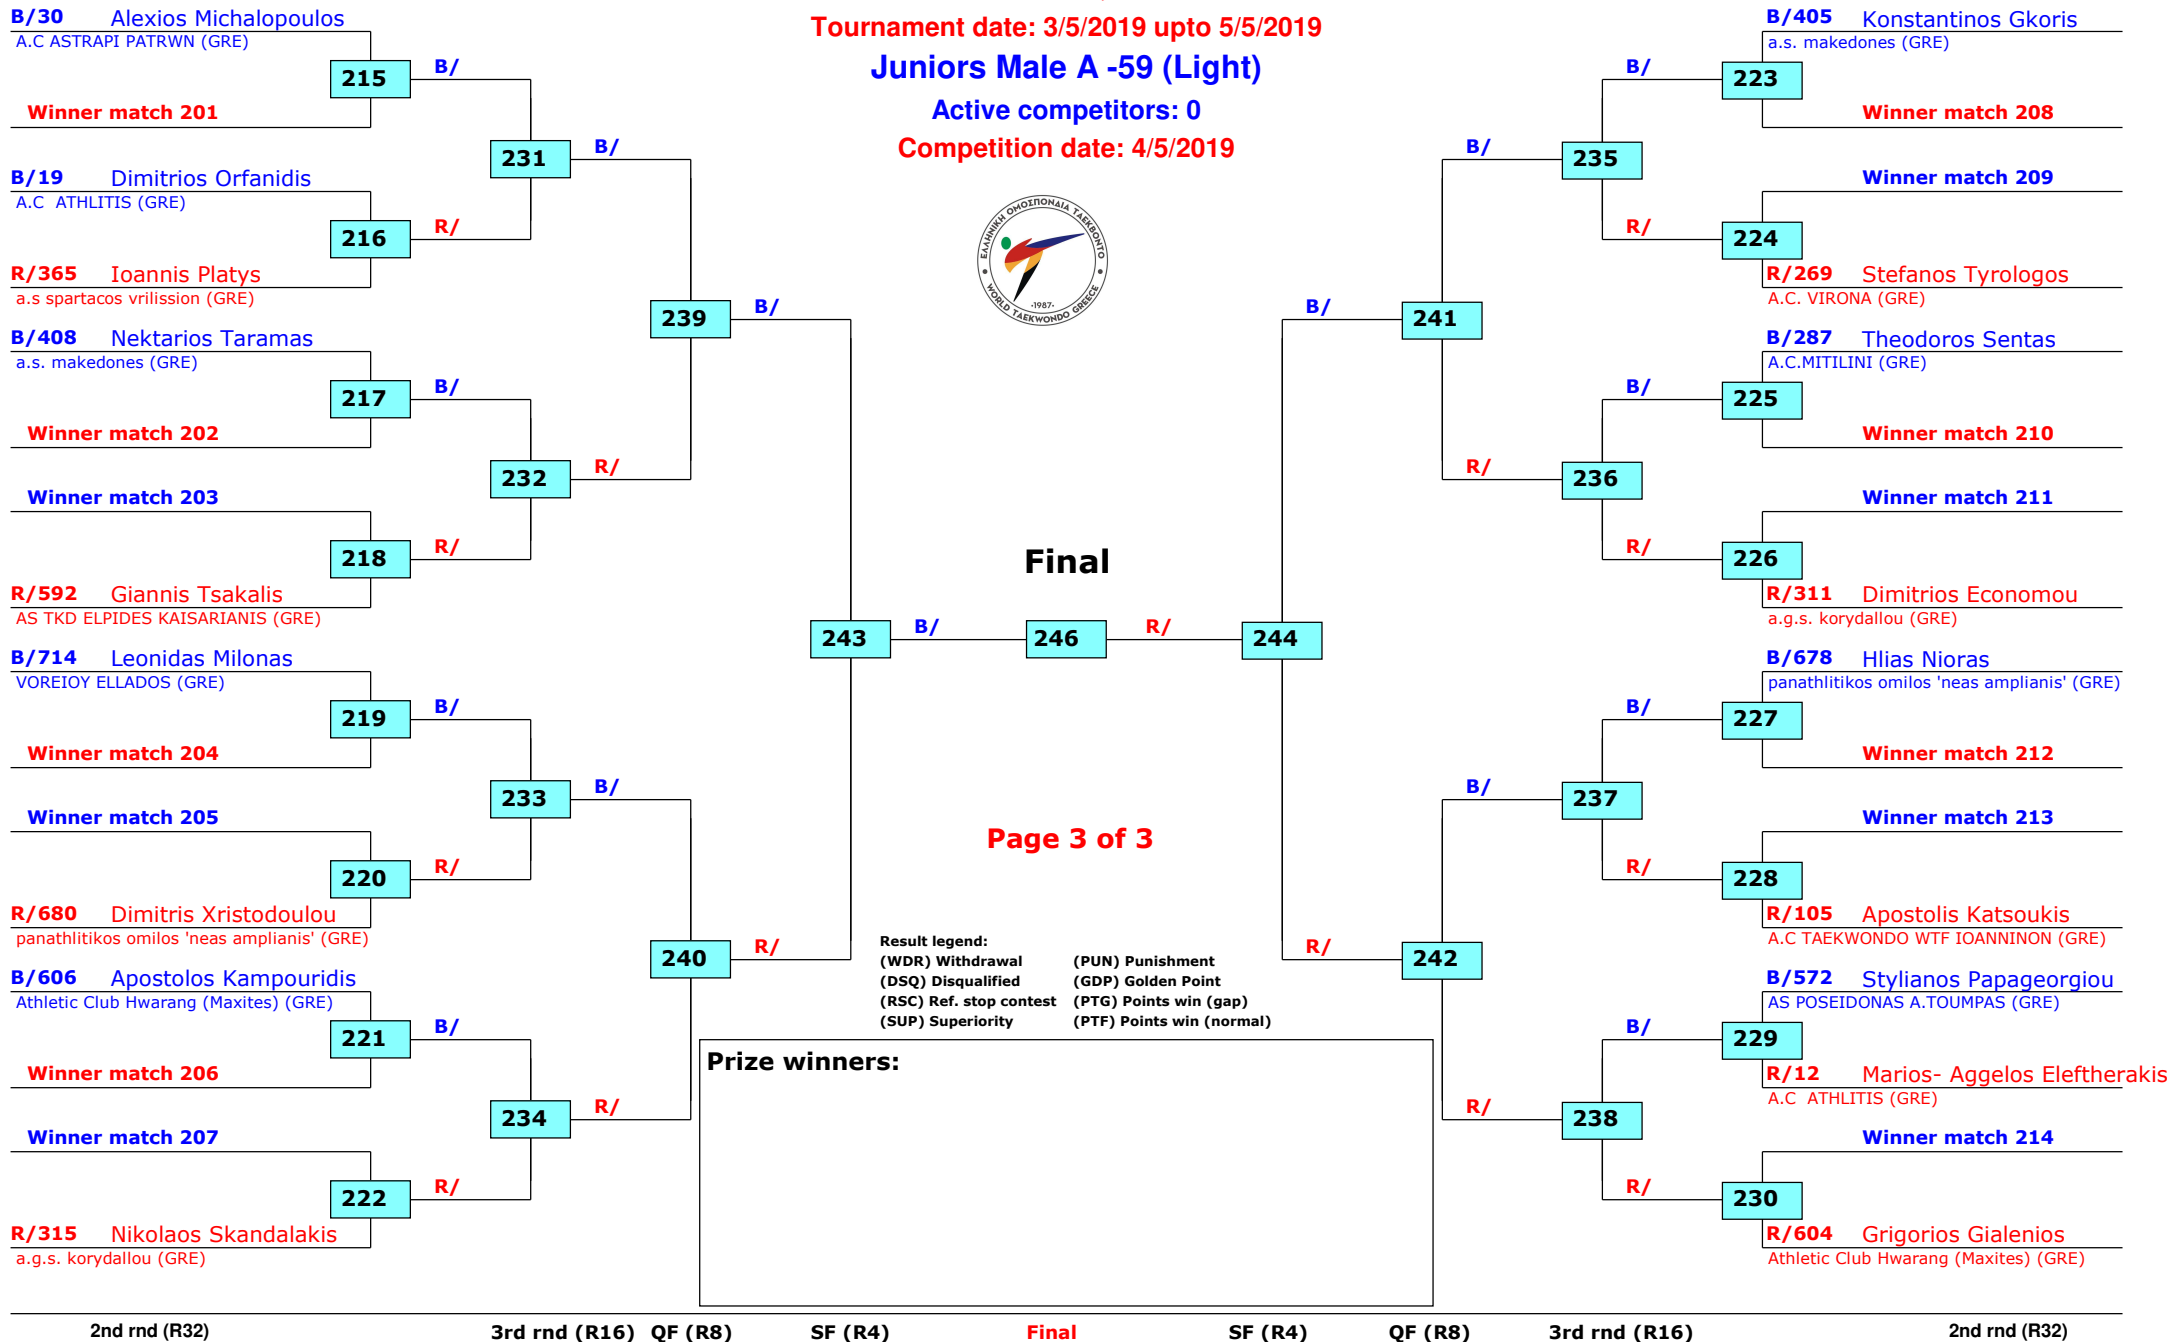 Tournament date: 3/5/2019 upto 5/5/2019
Juniors Male A -59 (Light)
Active competitors: 0
Competition date: 4/5/2019
ΕΛΛΗΝΙΚΗ ΟΜΟΣΠΟΝΔΙΑ ΤΑΕΚΒΟΝΤΟ
·1987·
WORLD TAEKWONDO GREECE
B/30 Alexios Michalopoulos
A.C ASTRAPI PATRWN (GRE)
215
B/
Winner match 201
231
B/
B/19 Dimitrios Orfanidis
A.C ATHLITIS (GRE)
216
R/
R/365 Ioannis Platys
a.s spartacos vrilission (GRE)
239
B/
B/408 Nektarios Taramas
a.s. makedones (GRE)
217
B/
Winner match 202
232
R/
Winner match 203
218
R/
R/592 Giannis Tsakalis
AS TKD ELPIDES KAISARIANIS (GRE)
243
B/
B/714 Leonidas Milonas
VOREIOY ELLADOS (GRE)
219
B/
Winner match 204
233
B/
Winner match 205
220
R/
R/680 Dimitris Xristodoulou
panathlitikos omilos 'neas amplianis' (GRE)
240
R/
B/606 Apostolos Kampouridis
Athletic Club Hwarang (Maxites) (GRE)
221
B/
Winner match 206
234
R/
Winner match 207
222
R/
R/315 Nikolaos Skandalakis
a.g.s. korydallou (GRE)
Final
246
R/
244
Page 3 of 3
Result legend:
(WDR) Withdrawal (PUN) Punishment
(DSQ) Disqualified (GDP) Golden Point
(RSC) Ref. stop contest (PTG) Points win (gap)
(SUP) Superiority (PTF) Points win (normal)
Prize winners:
B/405 Konstantinos Gkoris
a.s. makedones (GRE)
B/
223
Winner match 208
B/
235
Winner match 209
R/
224
R/269 Stefanos Tyrologos
A.C. VIRONA (GRE)
B/
241
B/287 Theodoros Sentas
A.C.MITILINI (GRE)
B/
225
Winner match 210
R/
236
Winner match 211
R/
226
R/311 Dimitrios Economou
a.g.s. korydallou (GRE)
B/678 Hlias Nioras
panathlitikos omilos 'neas amplianis' (GRE)
B/
227
Winner match 212
B/
237
Winner match 213
R/
228
R/105 Apostolis Katsoukis
A.C TAEKWONDO WTF IOANNINON (GRE)
R/
242
B/572 Stylianos Papageorgiou
AS POSEIDONAS A.TOUMPAS (GRE)
B/
229
R/12 Marios- Aggelos Eleftherakis
A.C ATHLITIS (GRE)
R/
238
Winner match 214
R/
230
R/604 Grigorios Gialenios
Athletic Club Hwarang (Maxites) (GRE)
2nd rnd (R32) 3rd rnd (R16) QF (R8) SF (R4) Final SF (R4) QF (R8) 3rd rnd (R16) 2nd rnd (R32)